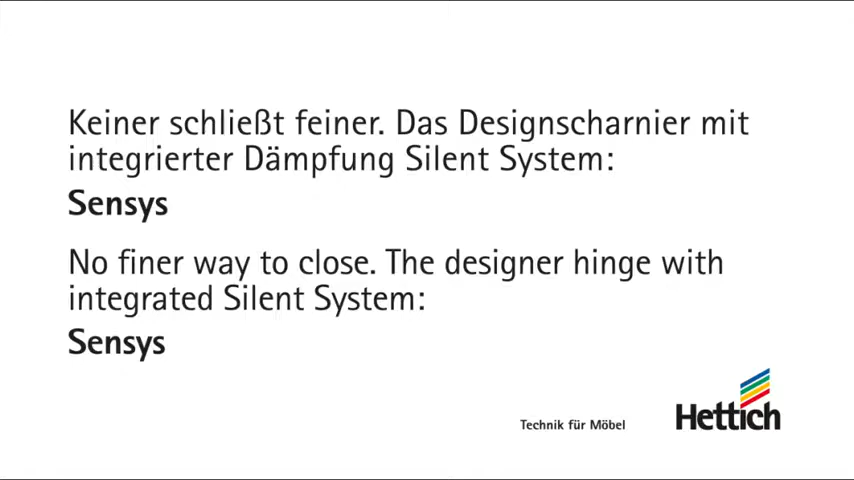 Keiner schließt feiner. Das Designscharnier mit
integrierter Dämpfung Silent System:
Sensys
No finer way to close. The designer hinge with
integrated Silent System:
Sensys
Technik für Möbel
Hettich